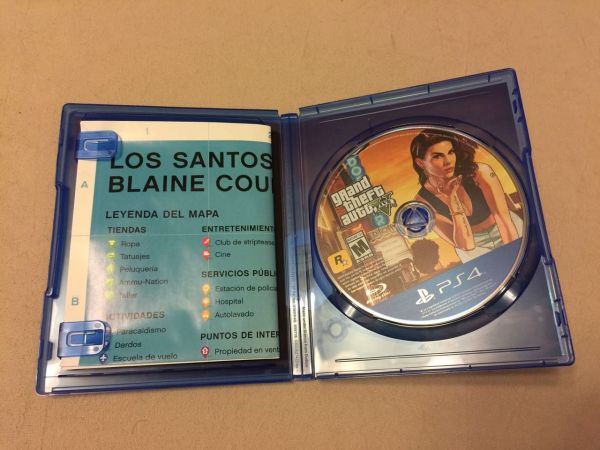 1
A
LOS SANTOS
BLAINE COU
LEYENDA DEL MAPA
TIENDAS
Ropa
Tatuajes
Peluquería
Ammu-Nation
Taller
B
ACTIVIDADES
Paracaidismo
Dardos
Escuela de vuelo
ENTRETENIMIENT
Club de striptease
Cine
SERVICIOS PÚBLI
Estación de policí
Hospital
Autolavado
PUNTOS DE INTER
Propiedad en vent
grand
theft
auto
V
M
R
PS4